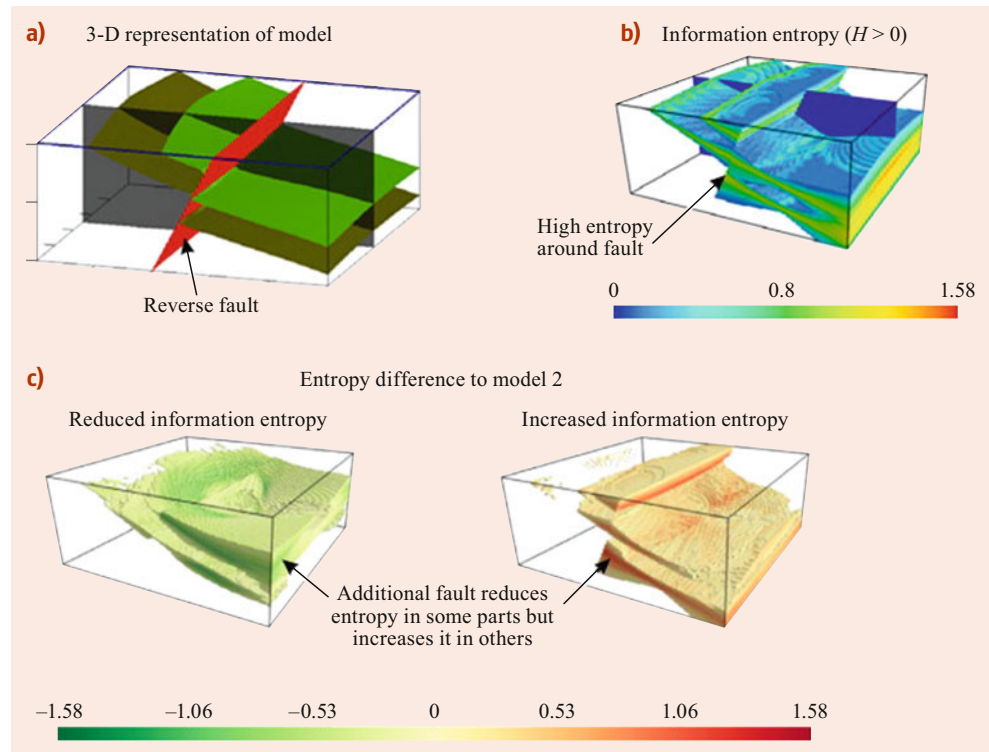 a)
3-D representation of model
Reverse fault
b)
Information entropy (H > 0)
High entropy
around fault
0 0.8 1.58
c)
Entropy difference to model 2
Reduced information entropy
Increased information entropy
Additional fault reduces
entropy in some parts but
increases it in others
–1.58 –1.06 –0.53 0 0.53 1.06 1.58